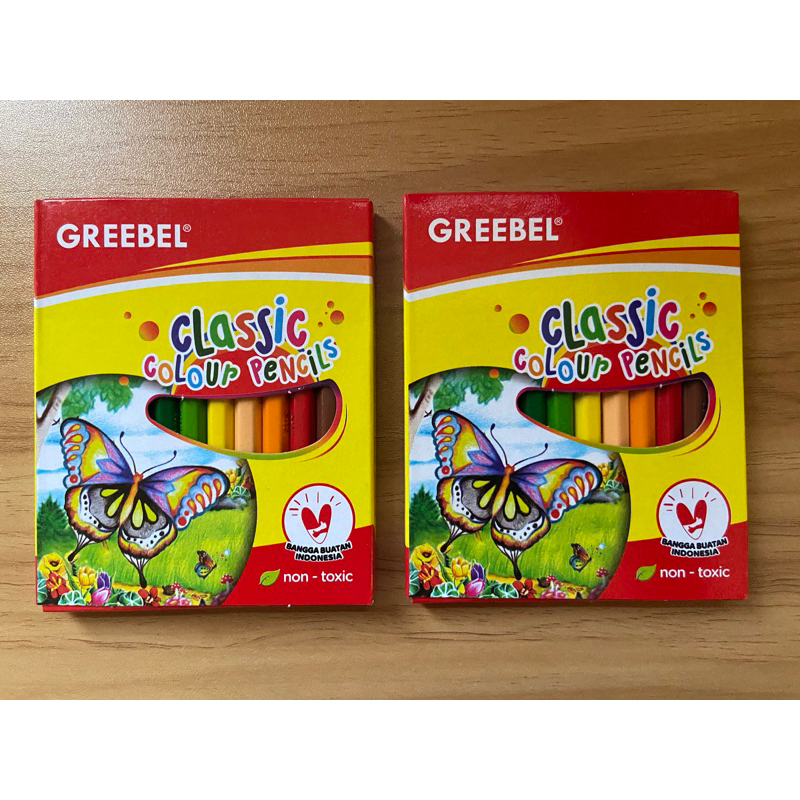 GREEBEL®
CLASSIC
COLOUR PENCILS
BANGGA BUATAN
INDONESIA
non - toxic
GREEBEL®
CLASSIC
COLOUR PENCILS
BANGGA BUATAN
INDONESIA
non - toxic